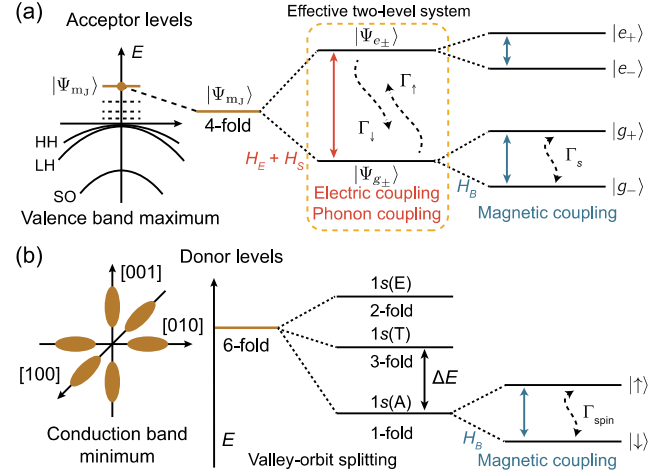 (a)
Acceptor levels
E
|Ψ_{m_J}⟩
HH
LH
SO
Valence band maximum
|Ψ_{m_J}⟩
4-fold
Effective two-level system
|Ψ_{e±}⟩
Γ↓
Γ↑
H_E + H_S
|Ψ_{g±}⟩
Electric coupling
Phonon coupling
|e₊⟩
|e₋⟩
|g₊⟩
Γ_s
|g₋⟩
H_B
Magnetic coupling
(b)
Donor levels
[001]
[010]
[100]
Conduction band
minimum
E
6-fold
1s(E)
2-fold
1s(T)
3-fold
ΔE
1s(A)
1-fold
Valley-orbit splitting
|↑⟩
Γ_spin
|↓⟩
H_B
Magnetic coupling